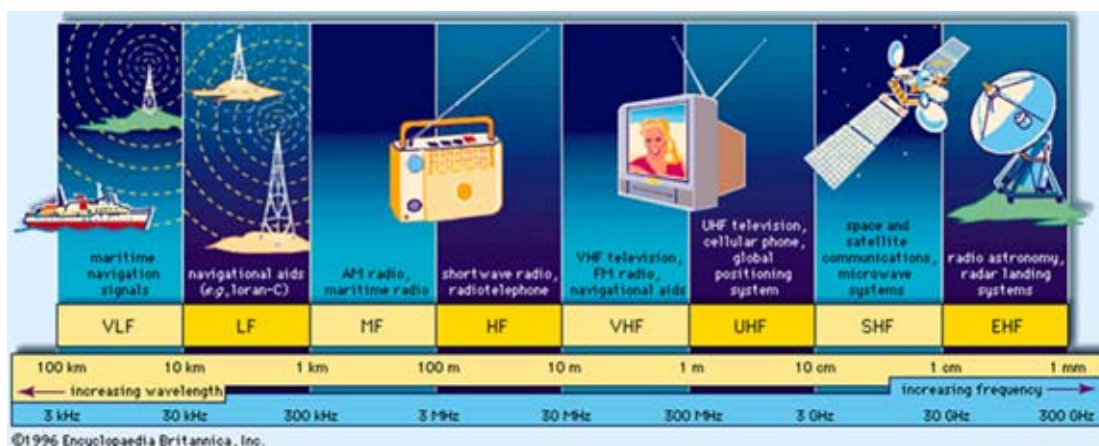 maritime
navigation
signals
navigational aids
(e.g., loran-C)
AM radio,
maritime radio
shortwave radio,
radiotelephone
VHF television,
FM radio,
navigational aids
UHF television,
cellular phone,
global
positioning
system
space and
satellite
communications,
microwave
systems
radio astronomy,
radar landing
systems
VLF LF MF HF VHF UHF SHF EHF
100 km 10 km 1 km 100 m 10 m 1 m 10 cm 1 cm 1 mm
increasing wavelength increasing frequency
3 kHz 30 kHz 300 kHz 3 MHz 30 MHz 300 MHz 3 GHz 30 GHz 300 GHz
©1996 Encyclopaedia Britannica, Inc.